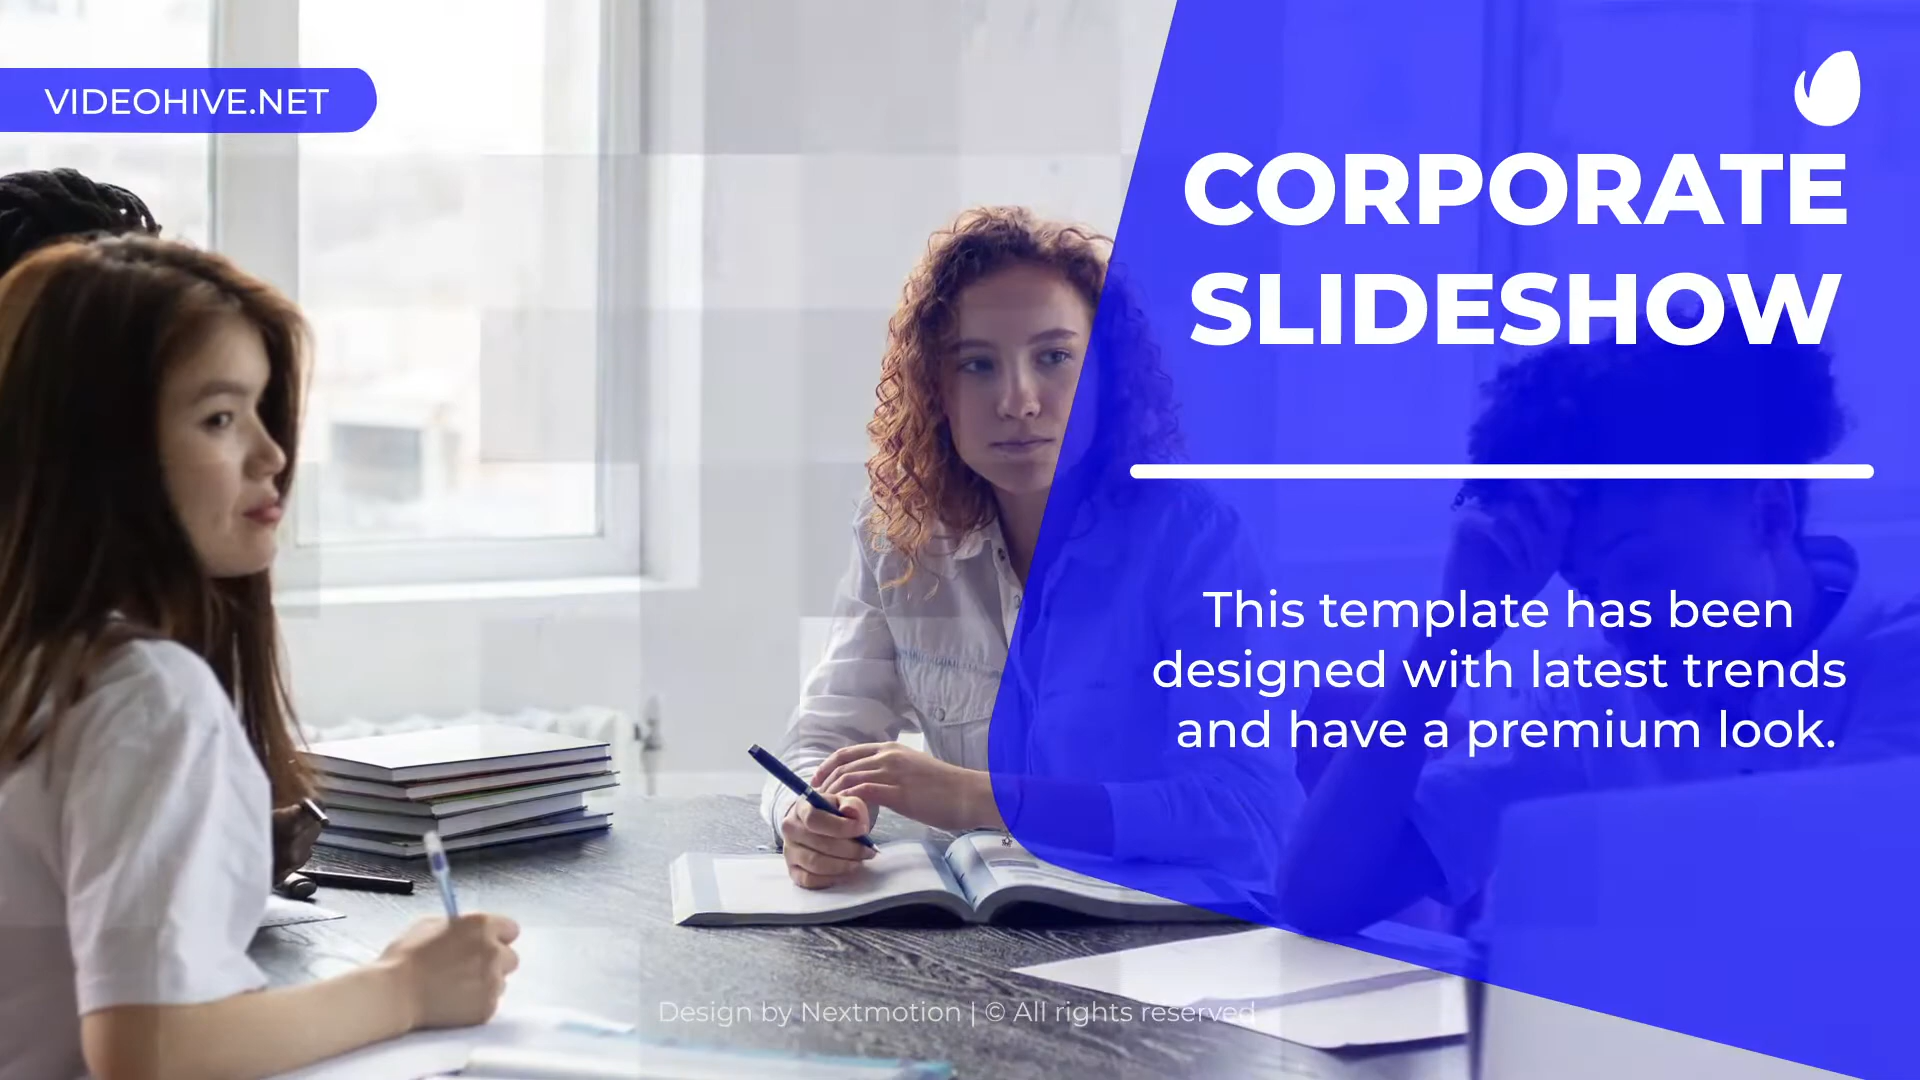 VIDEOHIVE.NET
CORPORATE
SLIDESHOW
This template has been
designed with latest trends
and have a premium look.
Design by Nextmotion | © All rights reserved